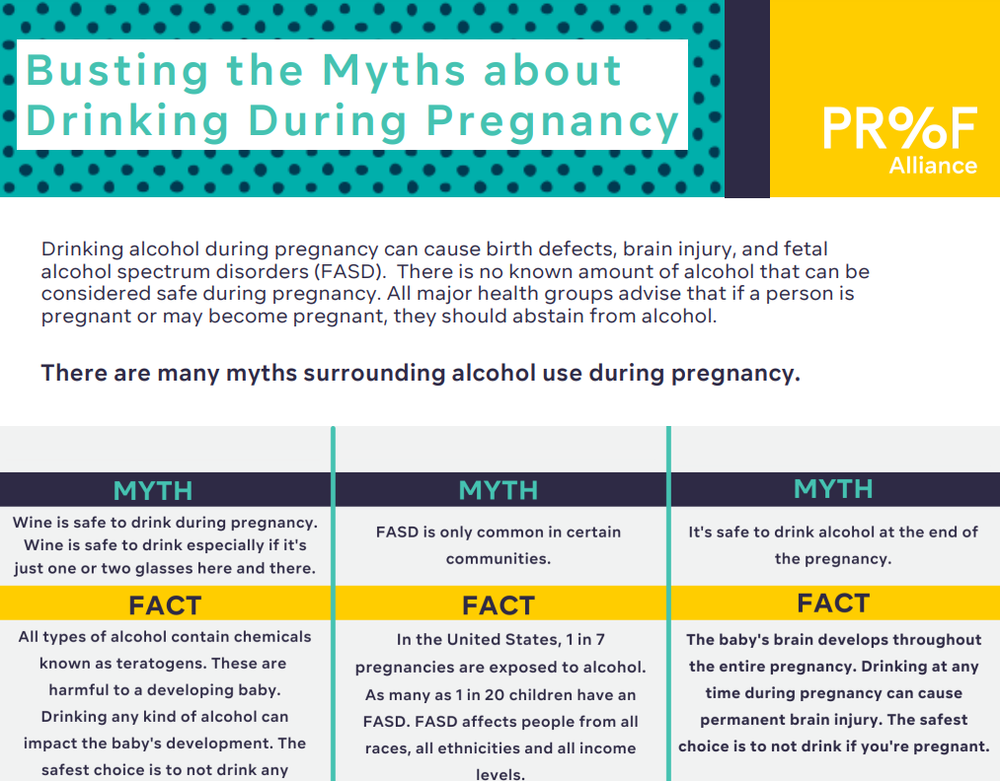 Busting the Myths about
Drinking During Pregnancy
PR%F
Alliance
Drinking alcohol during pregnancy can cause birth defects, brain injury, and fetal
alcohol spectrum disorders (FASD).  There is no known amount of alcohol that can be
considered safe during pregnancy. All major health groups advise that if a person is
pregnant or may become pregnant, they should abstain from alcohol.
There are many myths surrounding alcohol use during pregnancy.
MYTH
Wine is safe to drink during pregnancy.
Wine is safe to drink especially if it's
just one or two glasses here and there.
FACT
All types of alcohol contain chemicals
known as teratogens. These are
harmful to a developing baby.
Drinking any kind of alcohol can
impact the baby's development. The
safest choice is to not drink any
MYTH
FASD is only common in certain
communities.
FACT
In the United States, 1 in 7
pregnancies are exposed to alcohol.
As many as 1 in 20 children have an
FASD. FASD affects people from all
races, all ethnicities and all income
levels.
MYTH
It's safe to drink alcohol at the end of
the pregnancy.
FACT
The baby's brain develops throughout
the entire pregnancy. Drinking at any
time during pregnancy can cause
permanent brain injury. The safest
choice is to not drink if you're pregnant.